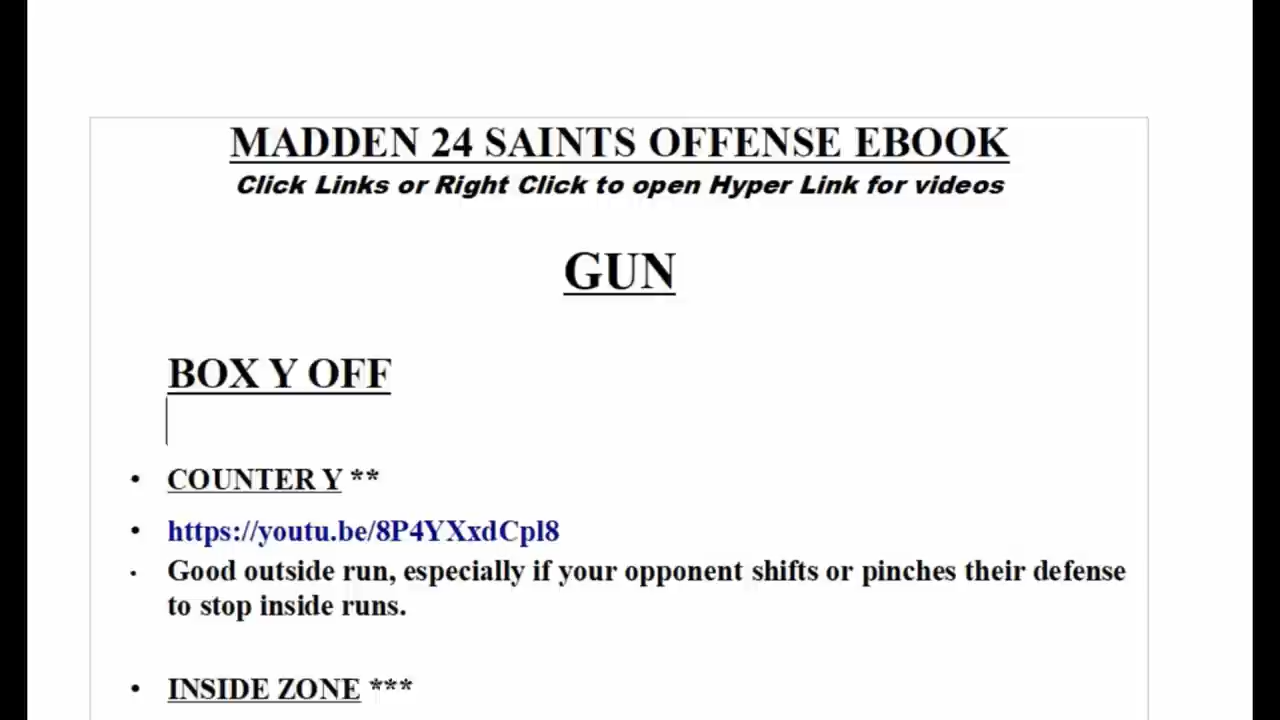 MADDEN 24 SAINTS OFFENSE EBOOK
Click Links or Right Click to open Hyper Link for videos
GUN
BOX Y OFF
• COUNTER Y **
• https://youtu.be/8P4YXxdCpl8
• Good outside run, especially if your opponent shifts or pinches their defense
to stop inside runs.
• INSIDE ZONE ***